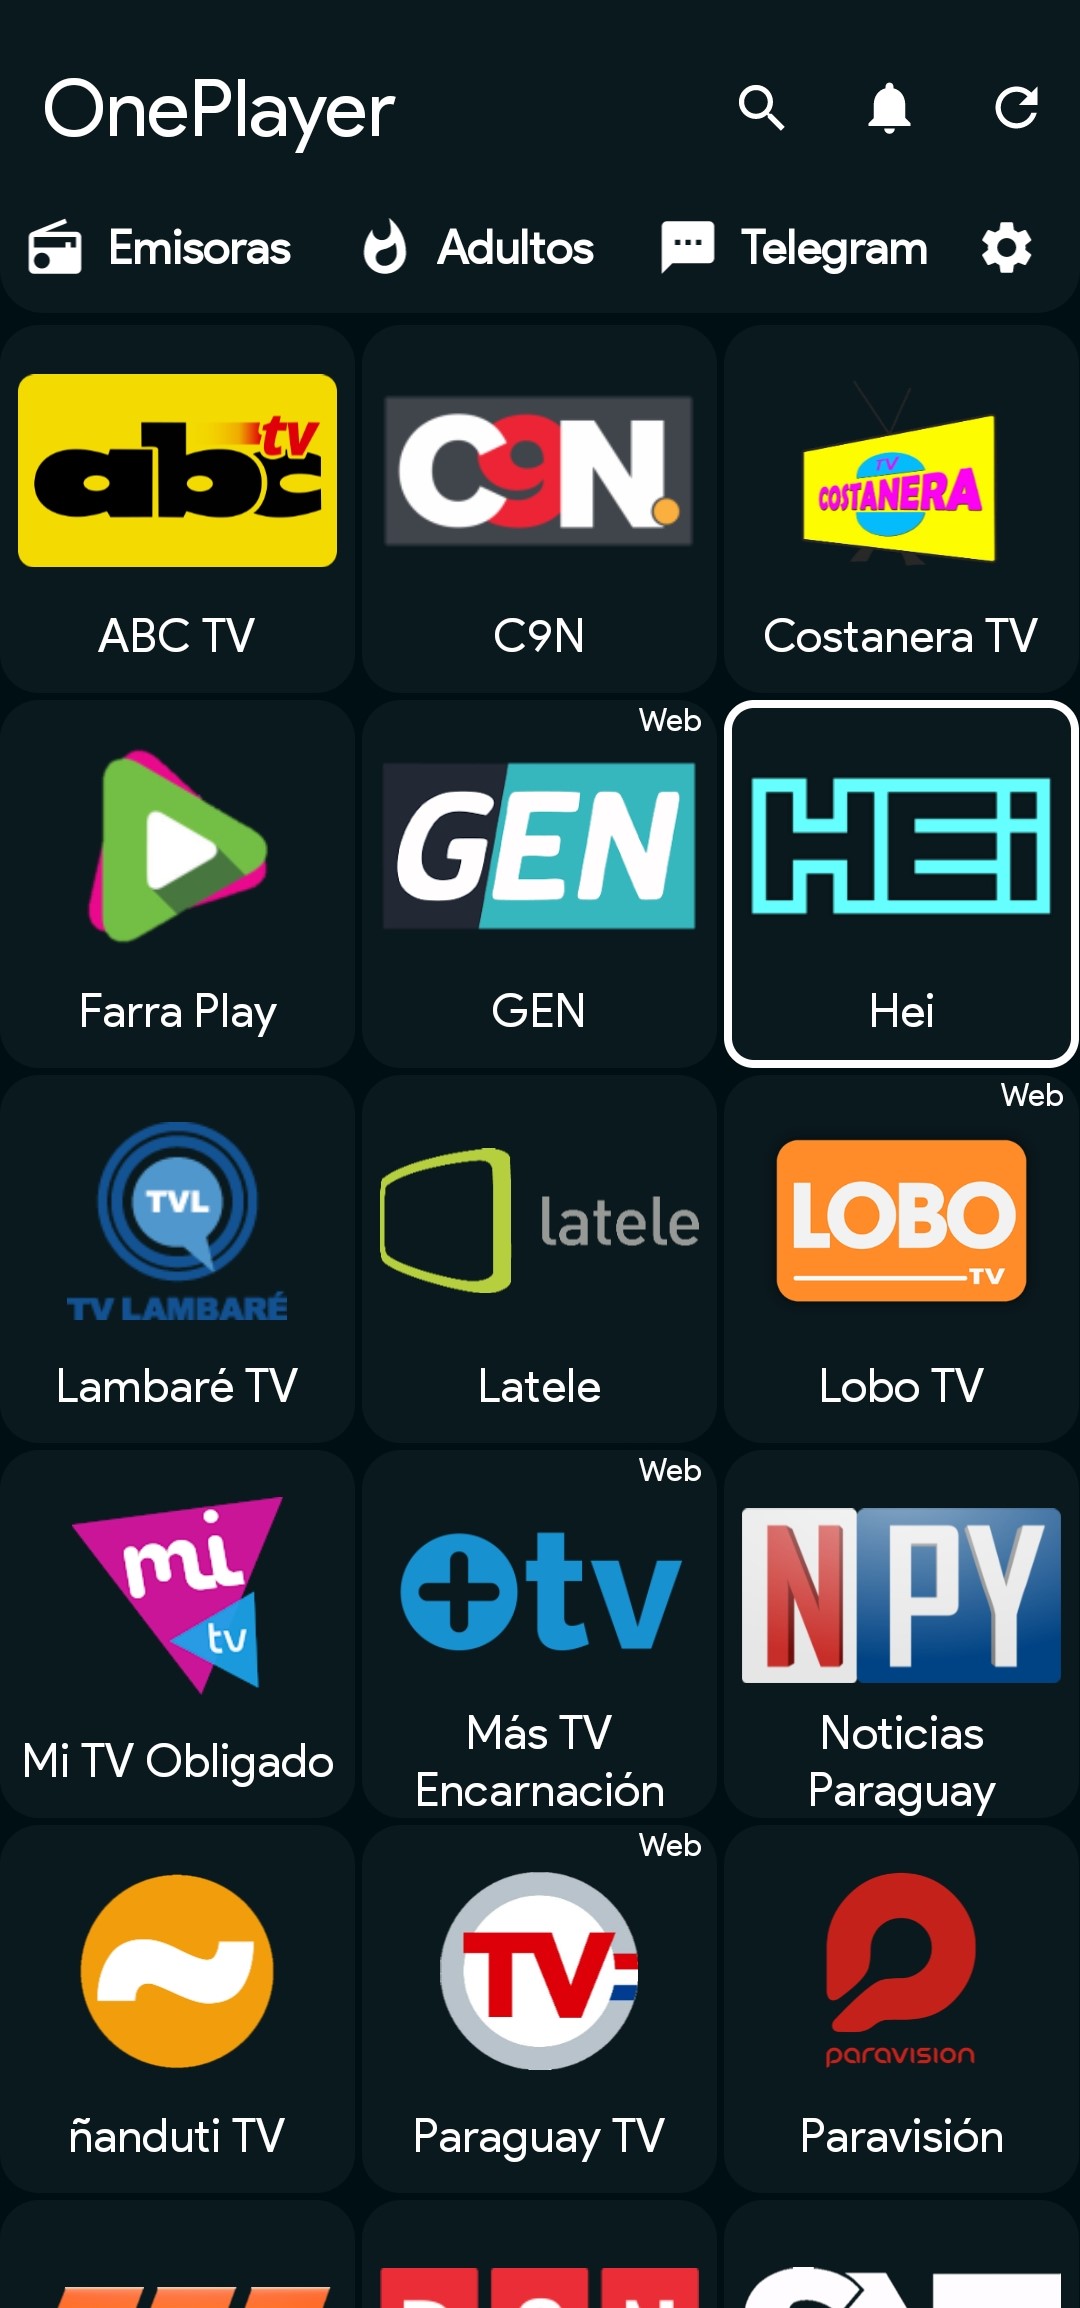 OnePlayer
Emisoras Adultos Telegram
abc tv
C9N.
TV
COSTANERA
ABC TV
C9N
Costanera TV
Web
GEN
HEi
Farra Play
GEN
Hei
Web
TVL
TV LAMBARÉ
latele
LOBO
TV
Lambaré TV
Latele
Lobo TV
Web
mi
tv
+tv
NPY
Mi TV Obligado
Más TV
Encarnación
Noticias
Paraguay
Web
TV
paravision
ñanduti TV
Paraguay TV
Paravisión